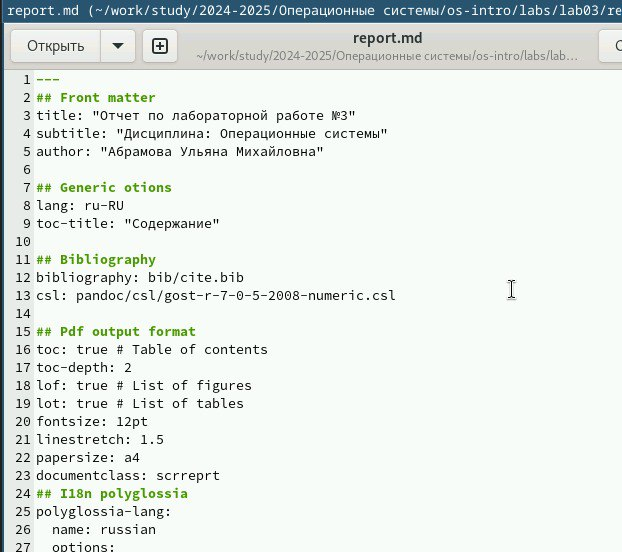 report.md (~/work/study/2024-2025/Операционные системы/os-intro/labs/lab03/re
Открыть
report.md
~/work/study/2024-2025/Операционные системы/os-intro/labs/lab…
1 ---
2 ## Front matter
3 title: "Отчет по лабораторной работе №3"
4 subtitle: "Дисциплина: Операционные системы"
5 author: "Абрамова Ульяна Михайловна"
6
7 ## Generic otions
8 lang: ru-RU
9 toc-title: "Содержание"
10
11 ## Bibliography
12 bibliography: bib/cite.bib
13 csl: pandoc/csl/gost-r-7-0-5-2008-numeric.csl
14
15 ## Pdf output format
16 toc: true # Table of contents
17 toc-depth: 2
18 lof: true # List of figures
19 lot: true # List of tables
20 fontsize: 12pt
21 linestretch: 1.5
22 papersize: a4
23 documentclass: scrreprt
24 ## I18n polyglossia
25 polyglossia-lang:
26   name: russian
27   options: